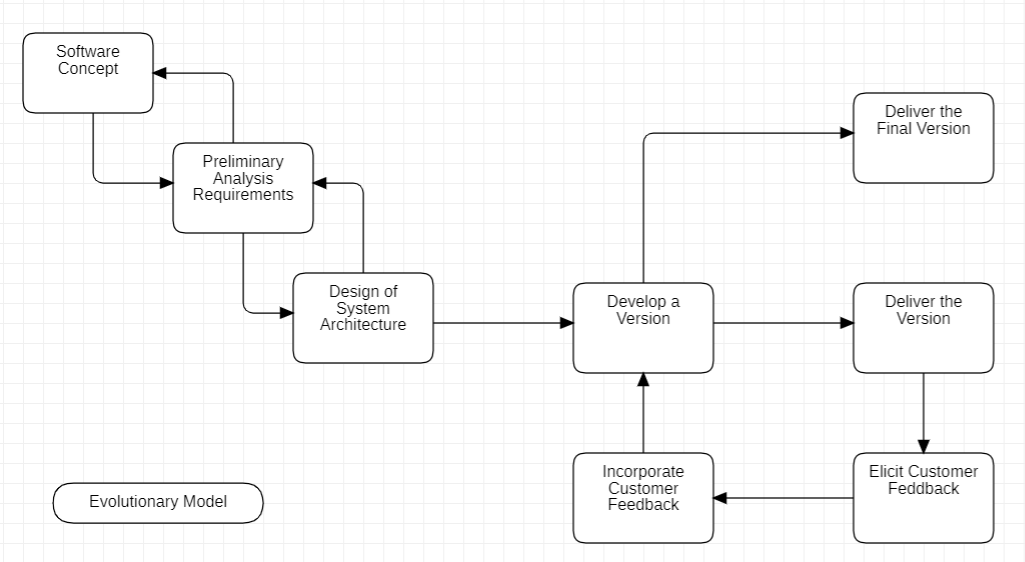 Software
Concept
Preliminary
Analysis
Requirements
Design of
System
Architecture
Develop a
Version
Deliver the
Final Version
Deliver the
Version
Elicit Customer
Feddback
Incorporate
Customer
Feedback
Evolutionary Model